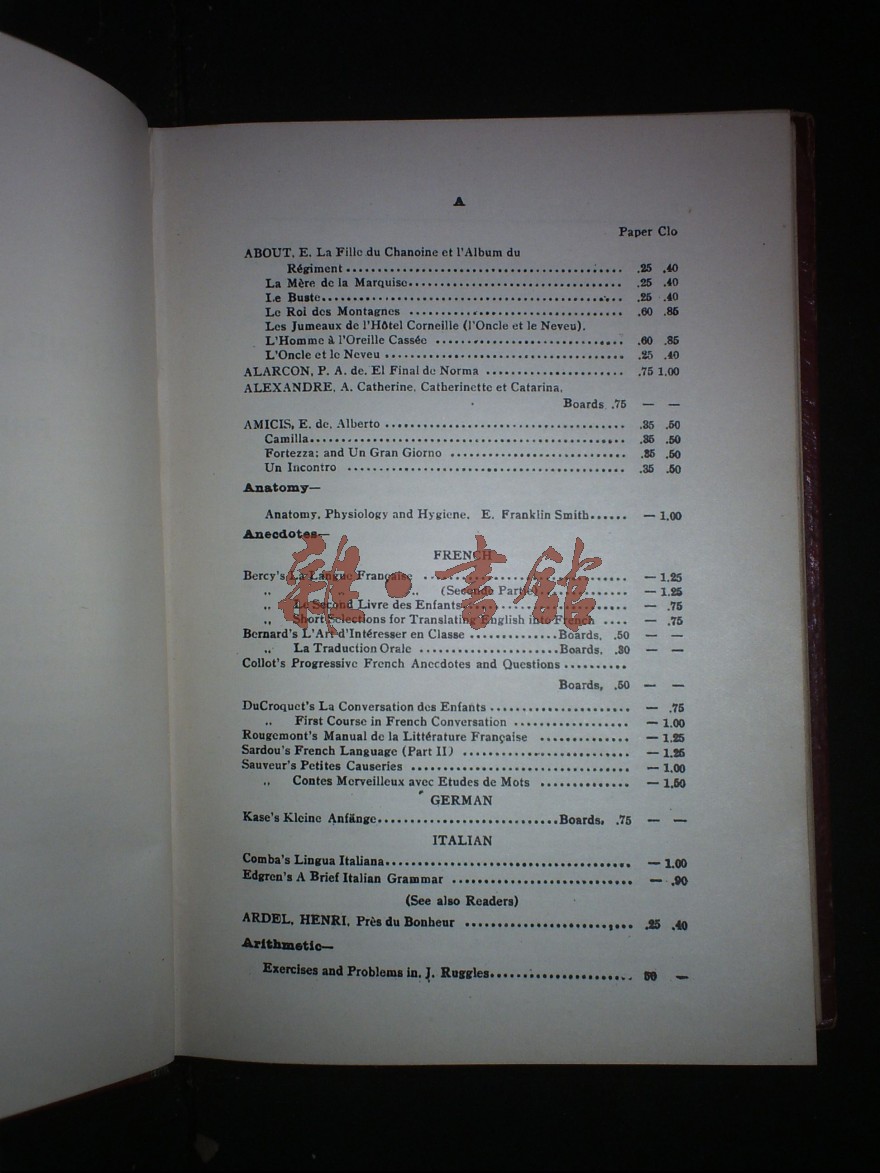 A
Paper Clo
ABOUT, E. La Fille du Chanoine et l'Album du
Régiment ........................................ .25 .40
La Mère de la Marquise ........................................ .25 .40
Le Buste ........................................ .25 .40
Le Roi des Montagnes ........................................ .60 .85
Les Jumeaux de l'Hôtel Corneille (l'Oncle et le Neveu),
L'Homme à l'Oreille Cassée ........................................ .60 .85
L'Oncle et le Neveu ........................................ .25 .40
ALARCON, P. A. de. El Final de Norma ........................................ .75 1.00
ALEXANDRE, A. Catherine, Catherinette et Catarina.
Boards .75 — —
AMICIS, E. de, Alberto ........................................ .35 .50
Camilla ........................................ .35 .50
Fortezza; and Un Gran Giorno ........................................ .35 .50
Un Incontro ........................................ .35 .50
Anatomy—
Anatomy, Physiology and Hygiene. E. Franklin Smith...... — 1.00
Anecdotes—
FRENCH
Bercy's La Langue Française ........................................ — 1.25
„ „ „ (Seconde Partie) ........................................ — 1.25
„ Le Second Livre des Enfants ........................................ — .75
„ Short Selections for Translating English into French .... — .75
Bernard's L'Art d'Intéresser en Classe ..............Boards, .50 — —
„ La Traduction Orale ....................Boards, .30 — —
Collot's Progressive French Anecdotes and Questions ..........
Boards, .50 — —
DuCroquet's La Conversation des Enfants ........................................ — .75
„ First Course in French Conversation ................. — 1.00
Rougemont's Manual de la Littérature Française .............. — 1.25
Sardou's French Language (Part II) ........................................ — 1.25
Sauveur's Petites Causeries ........................................ — 1.00
„ Contes Merveilleux avec Etudes de Mots .............. — 1.50
GERMAN
Kase's Kleine Anfänge............................Boards, .75 — —
ITALIAN
Comba's Lingua Italiana........................................ — 1.00
Edgren's A Brief Italian Grammar ............................ — .90
(See also Readers)
ARDEL, HENRI, Près du Bonheur ............................ .25 .40
Arithmetic—
Exercises and Problems in, J. Ruggles........................ 50 —
雜·書館